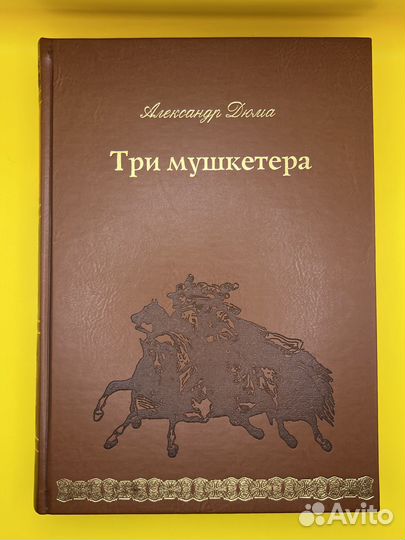 Александр Дюма
Три мушкетера
Avito